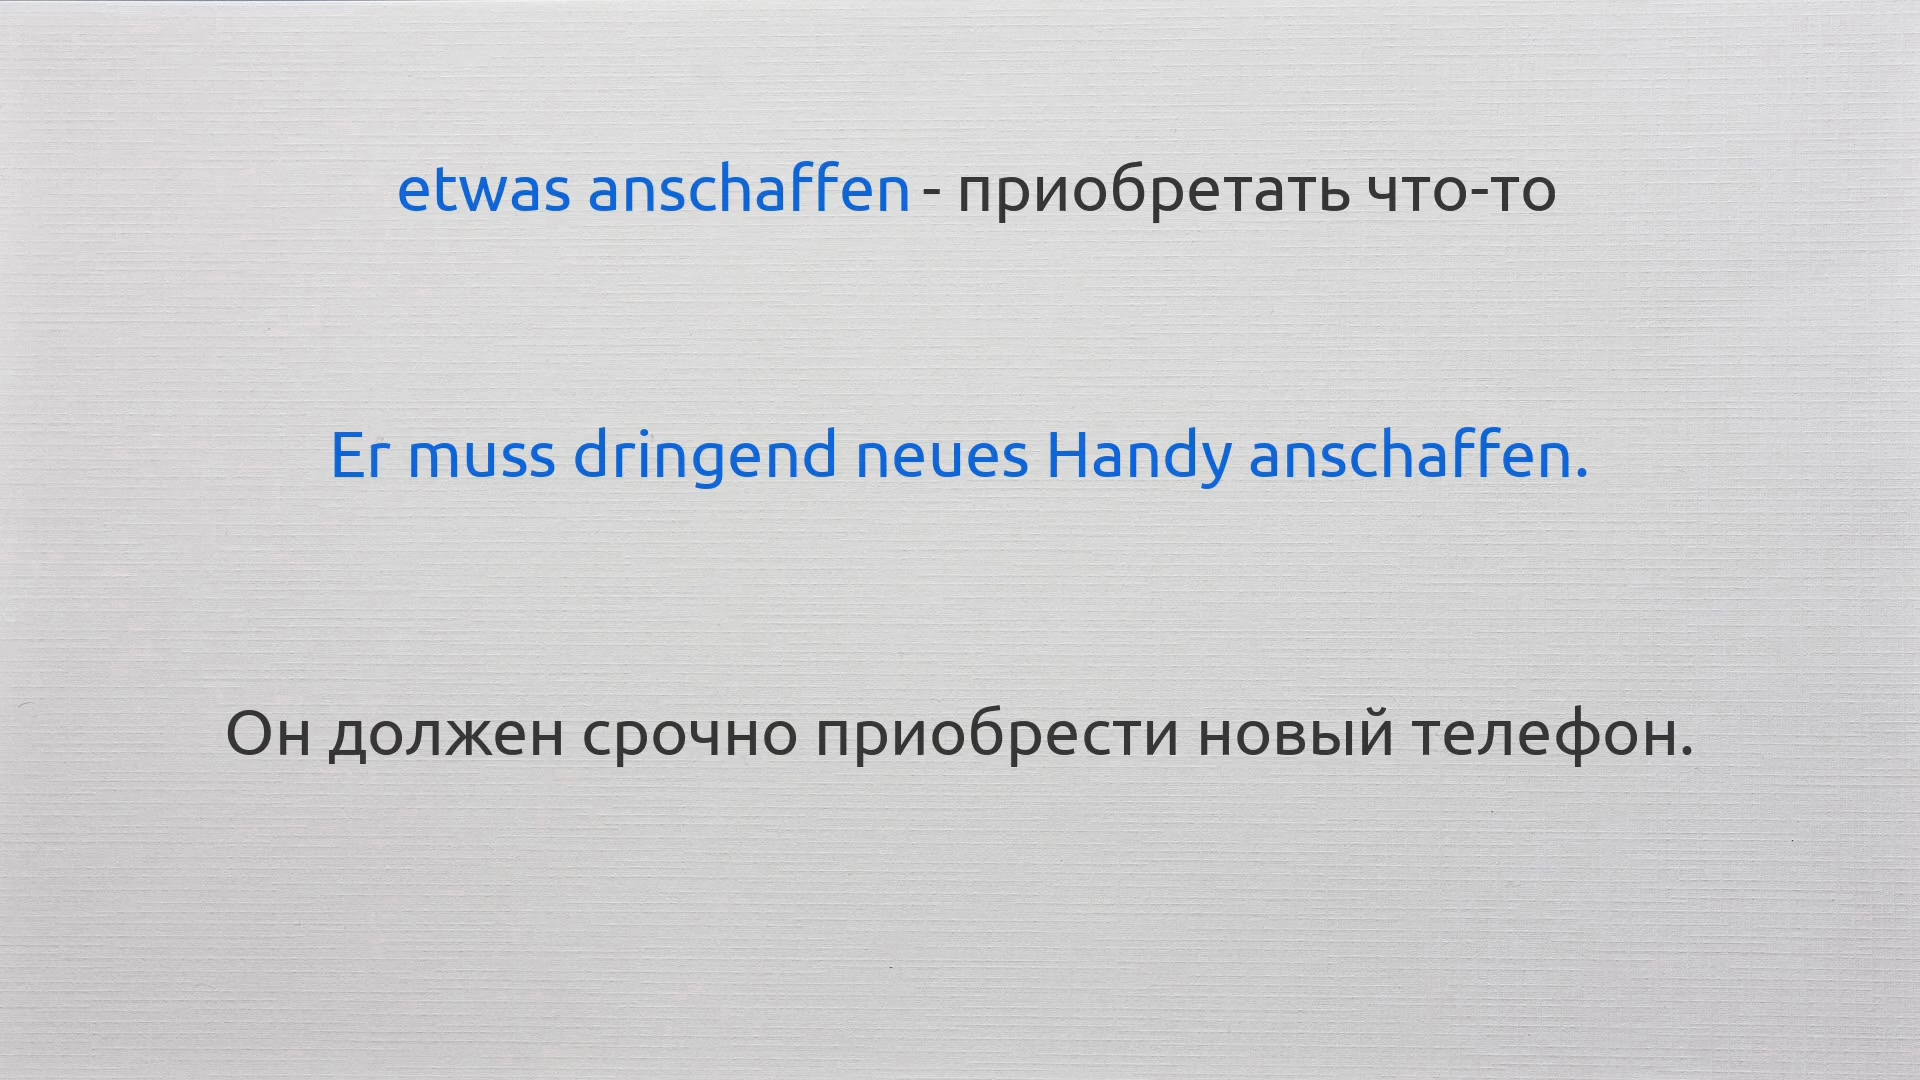 etwas anschaffen - приобретать что-то
Er muss dringend neues Handy anschaffen.
Он должен срочно приобрести новый телефон.